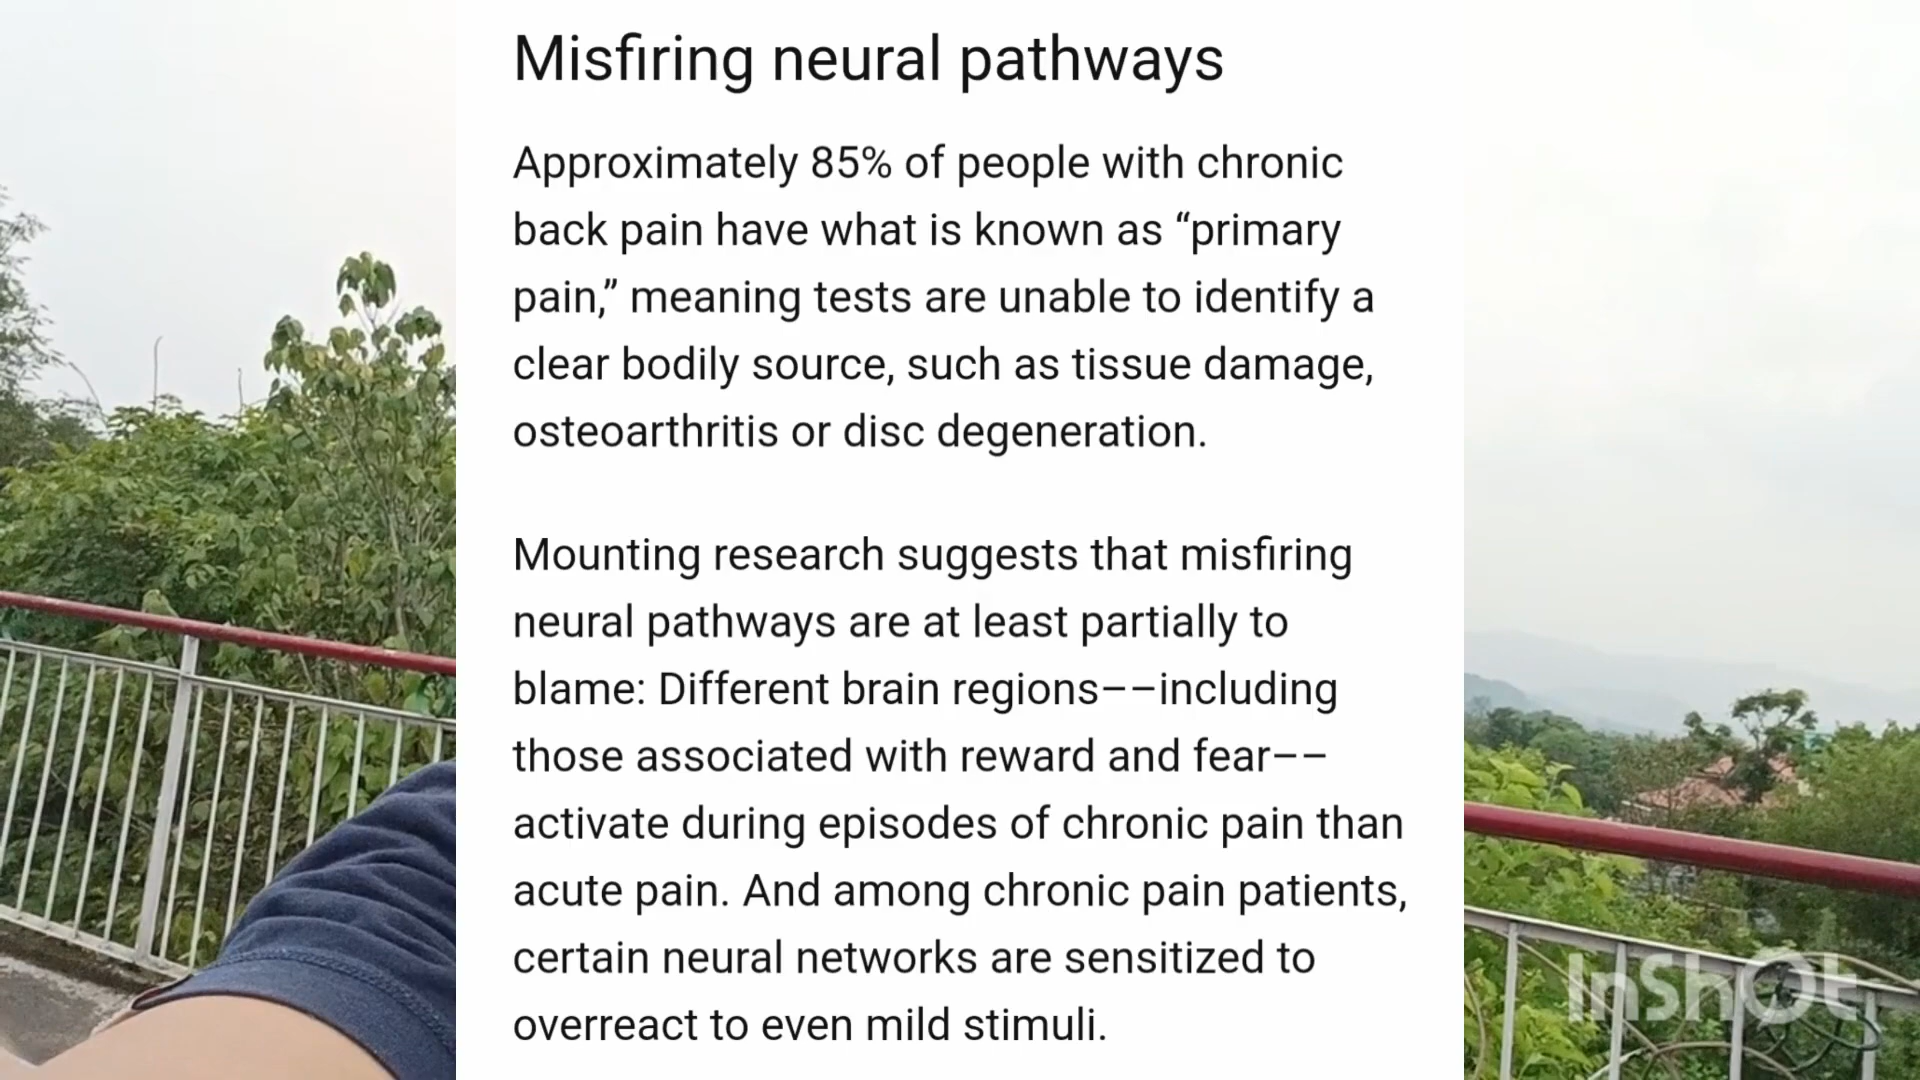 Misfiring neural pathways
Approximately 85% of people with chronic
back pain have what is known as “primary
pain,” meaning tests are unable to identify a
clear bodily source, such as tissue damage,
osteoarthritis or disc degeneration.
Mounting research suggests that misfiring
neural pathways are at least partially to
blame: Different brain regions––including
those associated with reward and fear––
activate during episodes of chronic pain than
acute pain. And among chronic pain patients,
certain neural networks are sensitized to
overreact to even mild stimuli.
InShOt